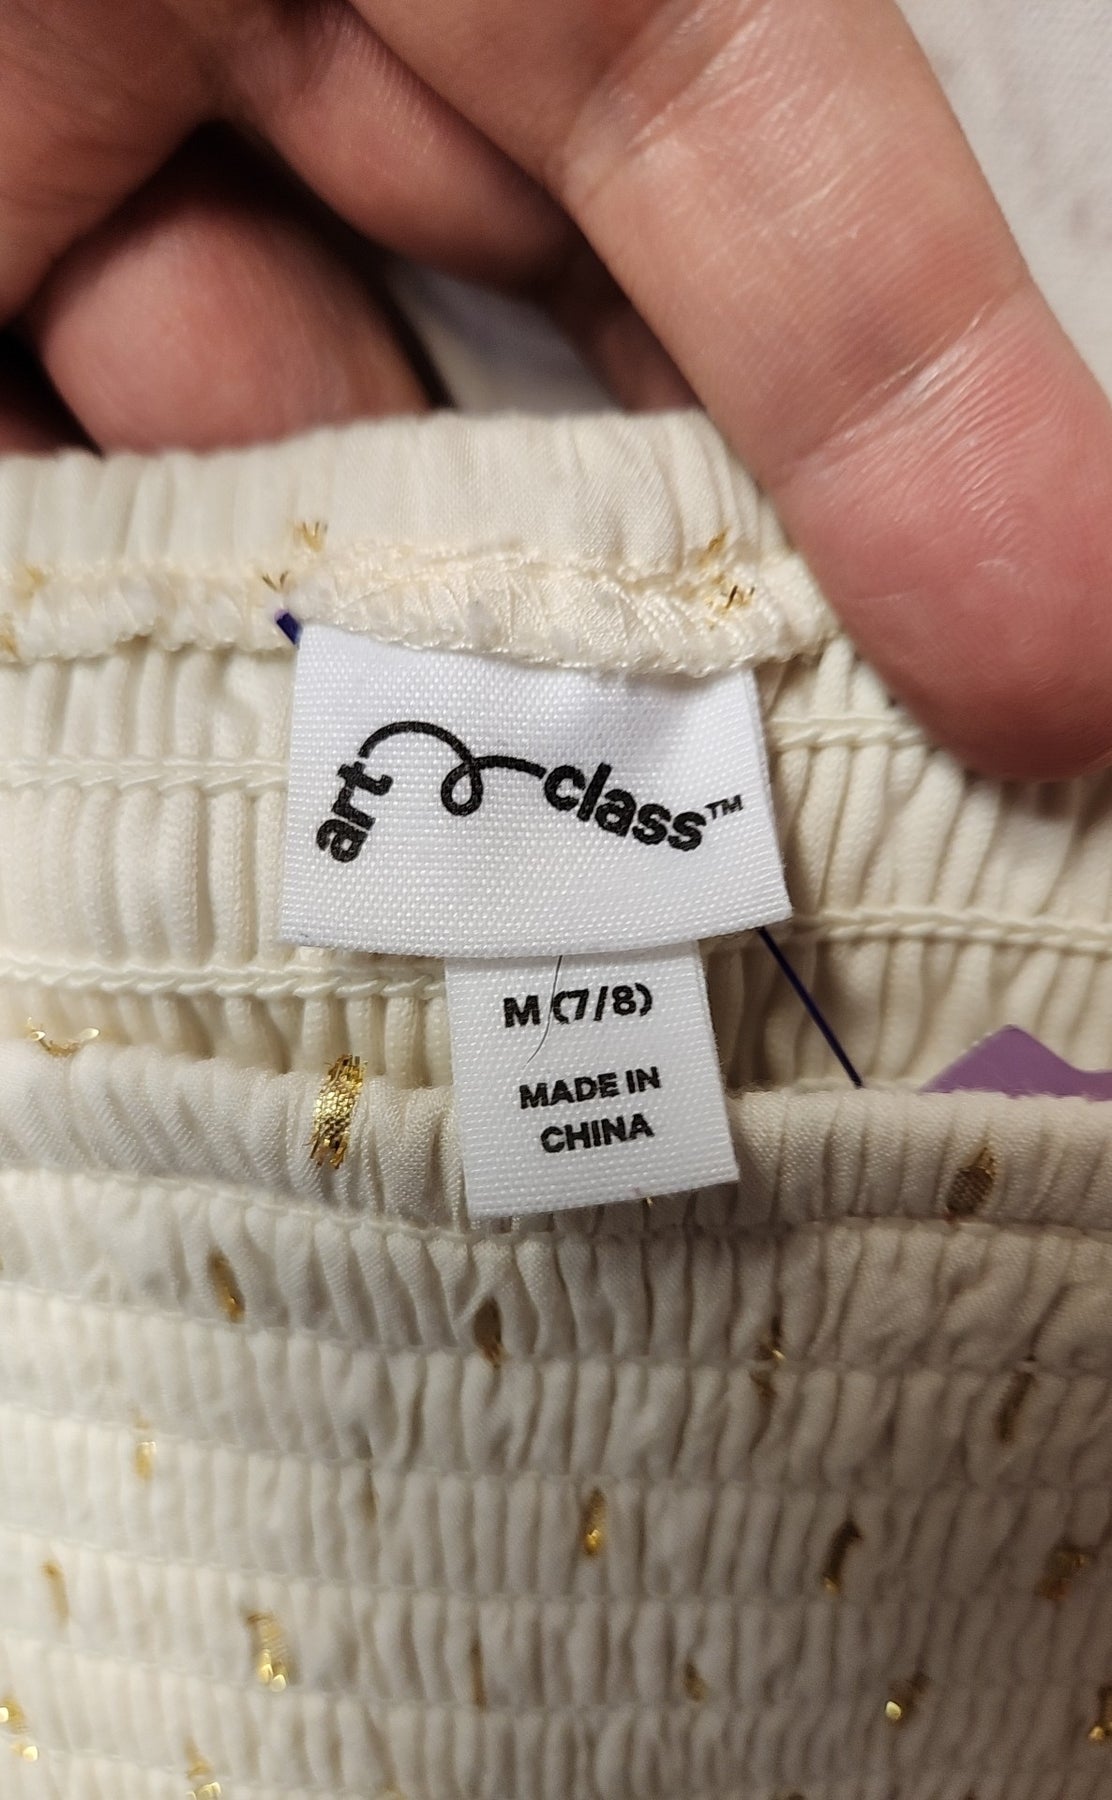 art class™
M (7/8)
MADE IN
CHINA